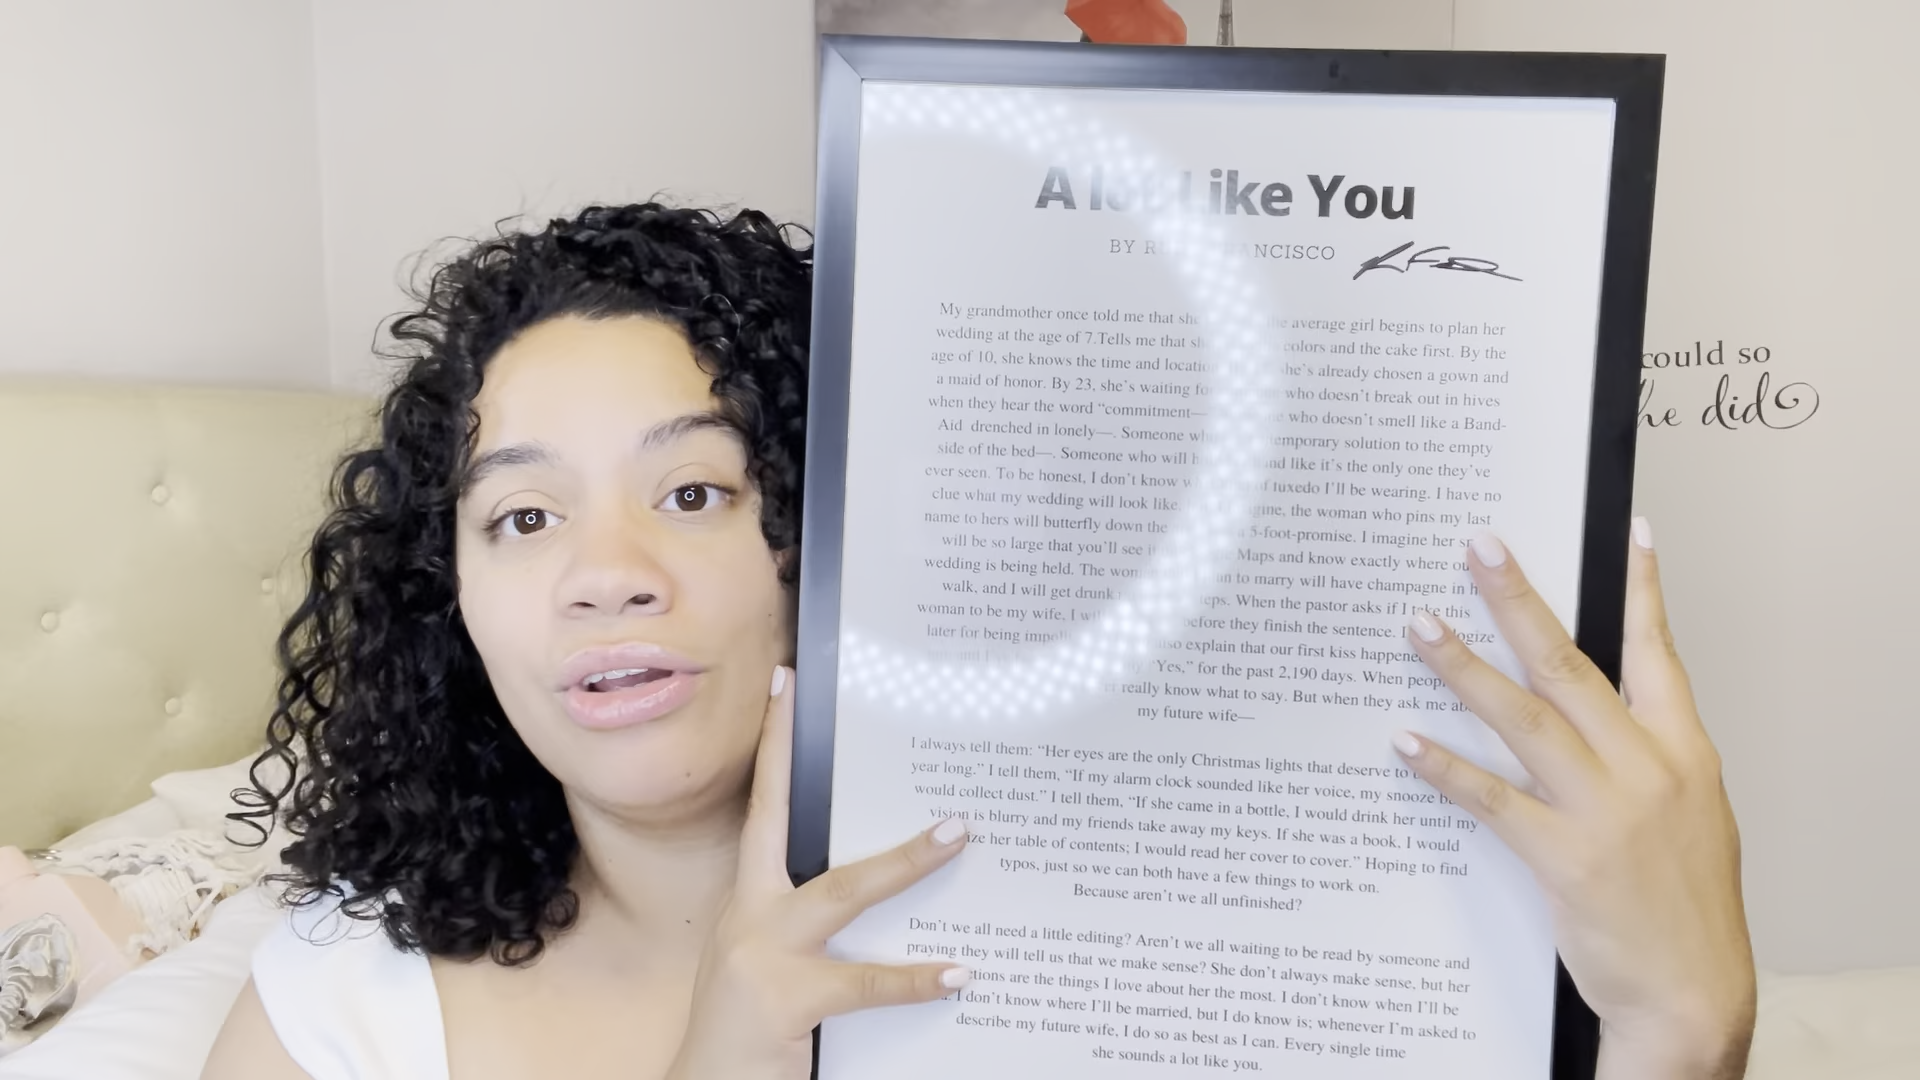 A lot Like You
BY R NCISCO
My grandmother once told me that she average girl begins to plan her
wedding at the age of 7.Tells me that colors and the cake first. By the
age of 10, she knows the time and location she's already chosen a gown and
a maid of honor. By 23, she's waiting for who doesn't break out in hives
when they hear the word “commitment— who doesn't smell like a Band-
Aid drenched in lonely—. Someone temporary solution to the empty
side of the bed—. Someone who will like it's the only one they've
ever seen. To be honest, I don't know of tuxedo I'll be wearing. I have no
clue what my wedding will look like. the woman who pins my last
name to hers will butterfly down the 5-foot-promise. I imagine her
will be so large that you'll see Maps and know exactly where
wedding is being held. The to marry will have champagne in
walk, and I will get drunk When the pastor asks if I take this
woman to be my wife, I before they finish the sentence. I
later for being explain that our first kiss happened
“Yes,” for the past 2,190 days. When
really know what to say. But when they ask me
my future wife—
I always tell them: “Her eyes are the only Christmas lights that deserve to
year long.” I tell them, “If my alarm clock sounded like her voice, my snooze
would collect dust.” I tell them, “If she came in a bottle, I would drink her until my
vision is blurry and my friends take away my keys. If she was a book, I would
her table of contents; I would read her cover to cover.” Hoping to find
typos, just so we can both have a few things to work on.
Because aren't we all unfinished?
Don't we all need a little editing? Aren't we all waiting to be read by someone and
praying they will tell us that we make sense? She don't always make sense, but her
are the things I love about her the most. I don't know when I'll be
I don't know where I'll be married, but I do know is; whenever I'm asked to
describe my future wife, I do so as best as I can. Every single time
she sounds a lot like you.
could so
he did